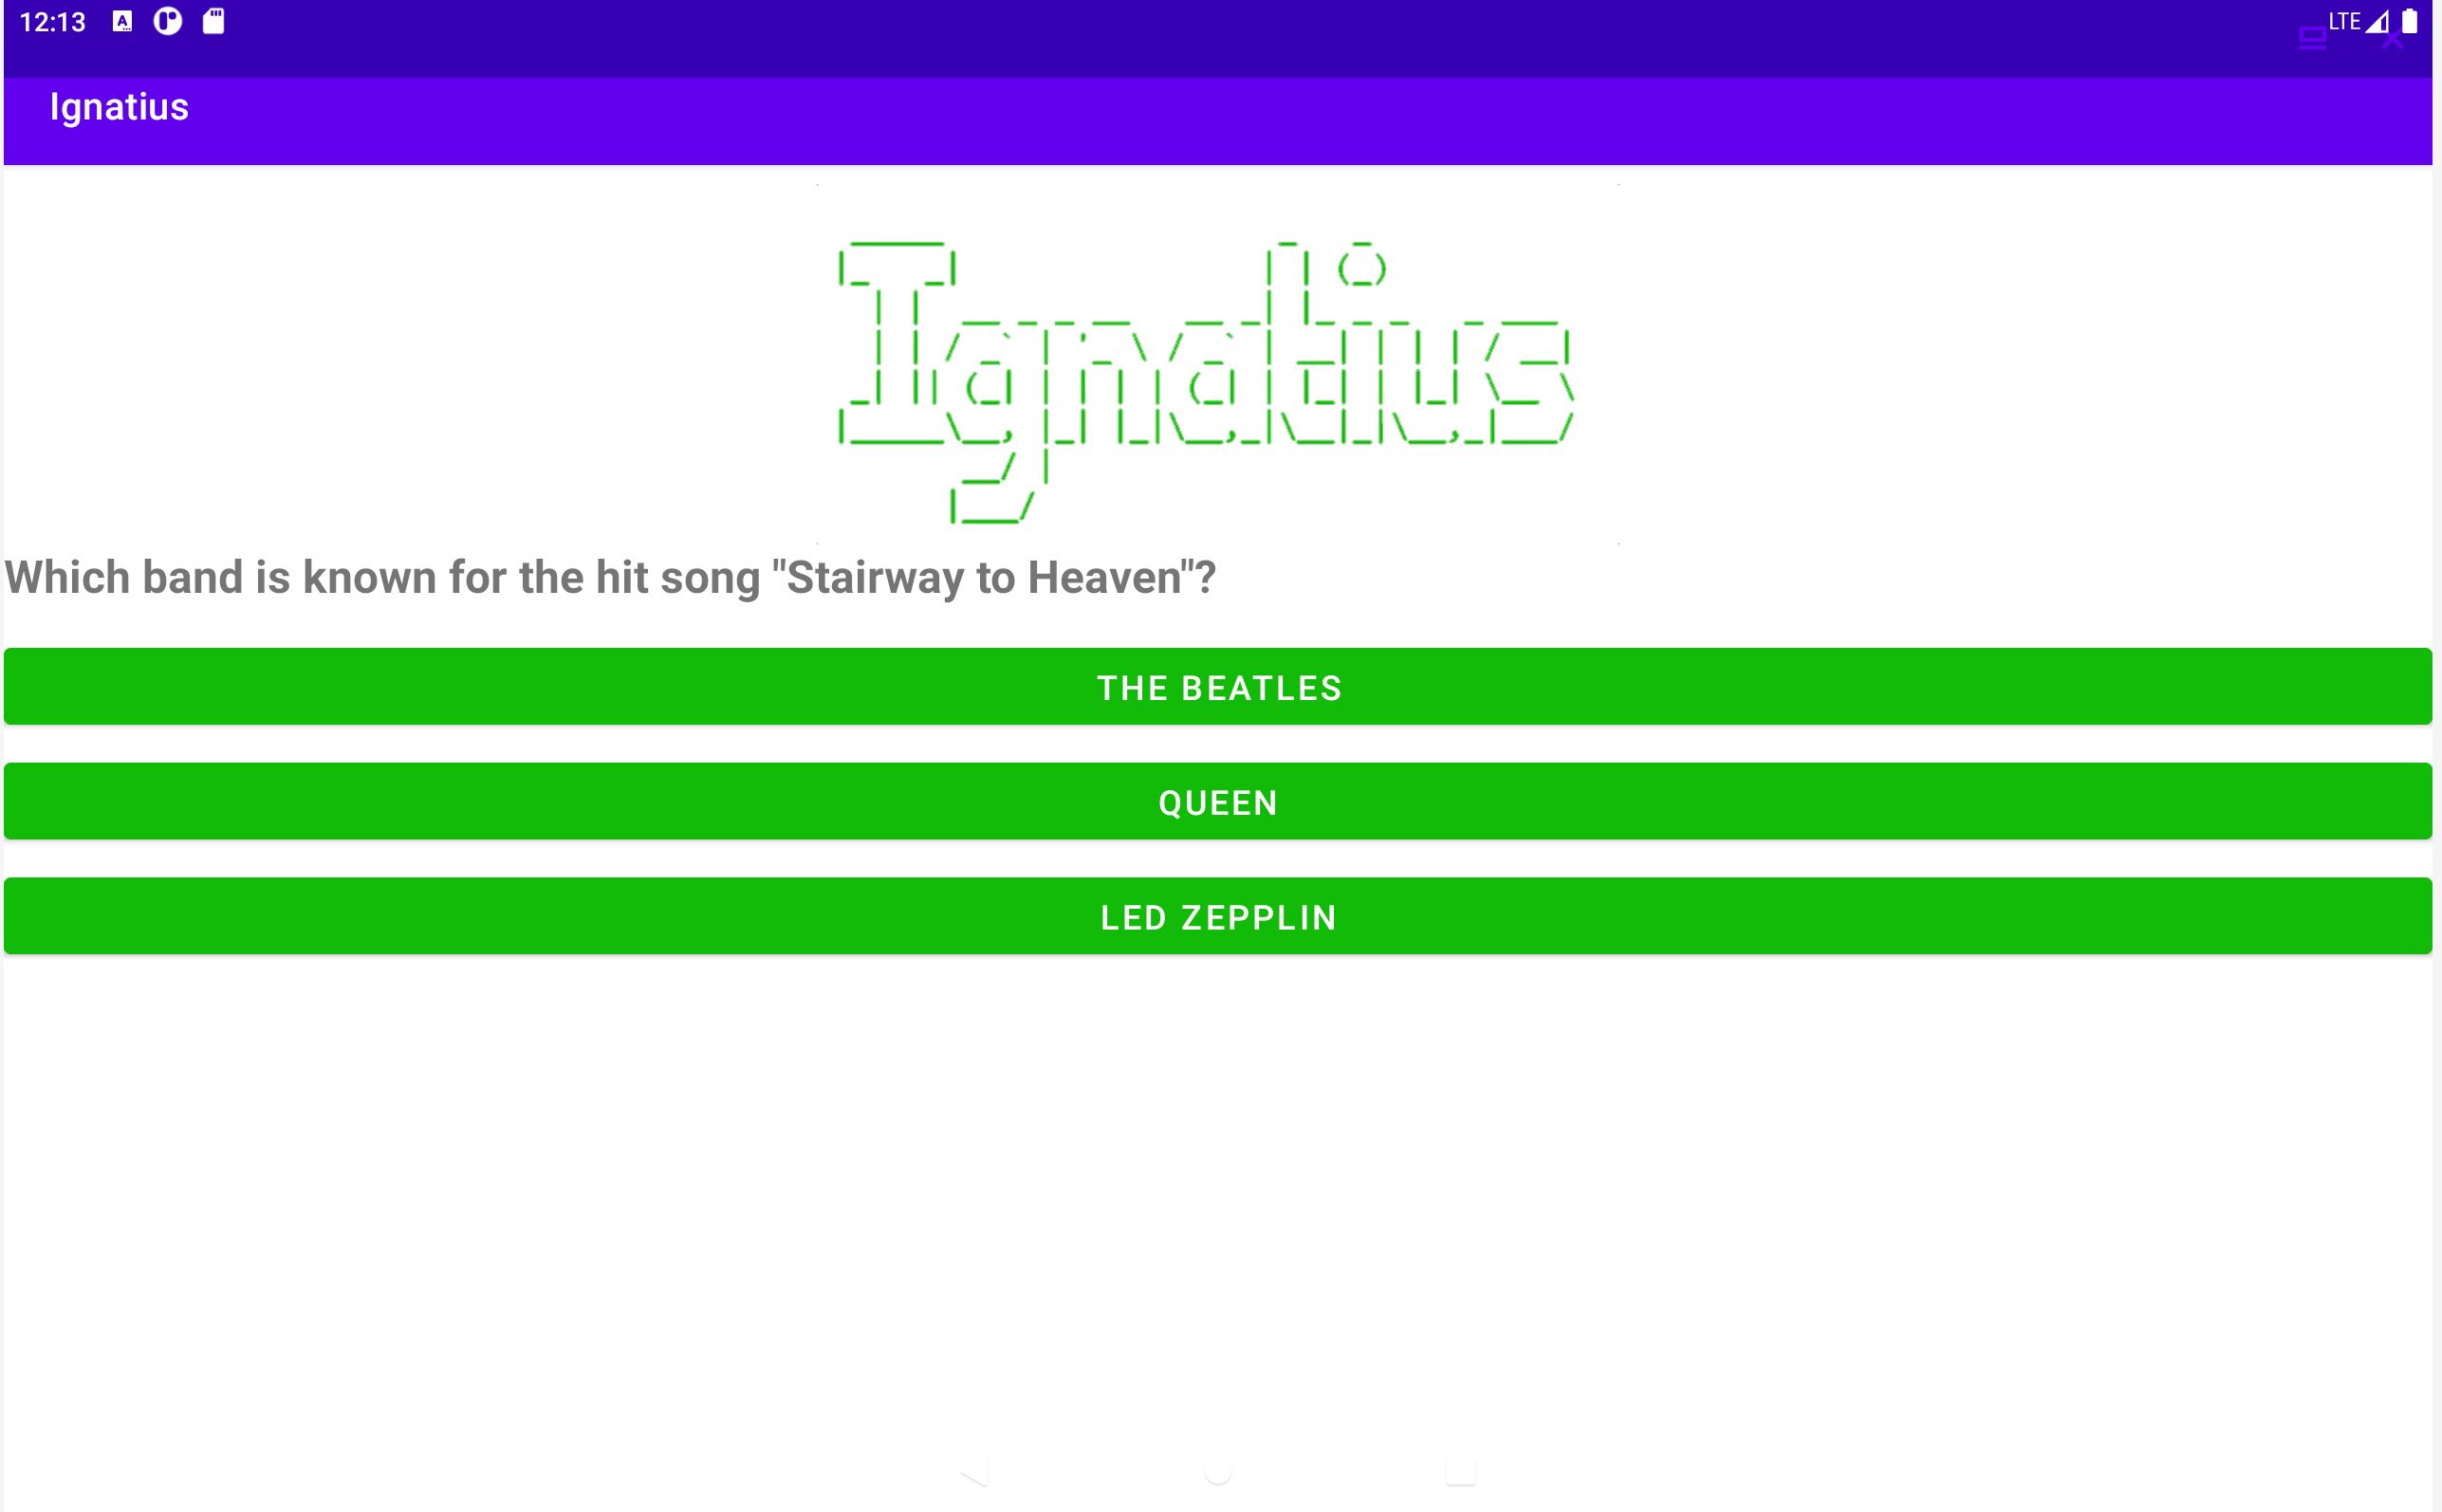 12:13
LTE
Ignatius
Ignatius
Which band is known for the hit song "Stairway to Heaven"?
THE BEATLES
QUEEN
LED ZEPPLIN